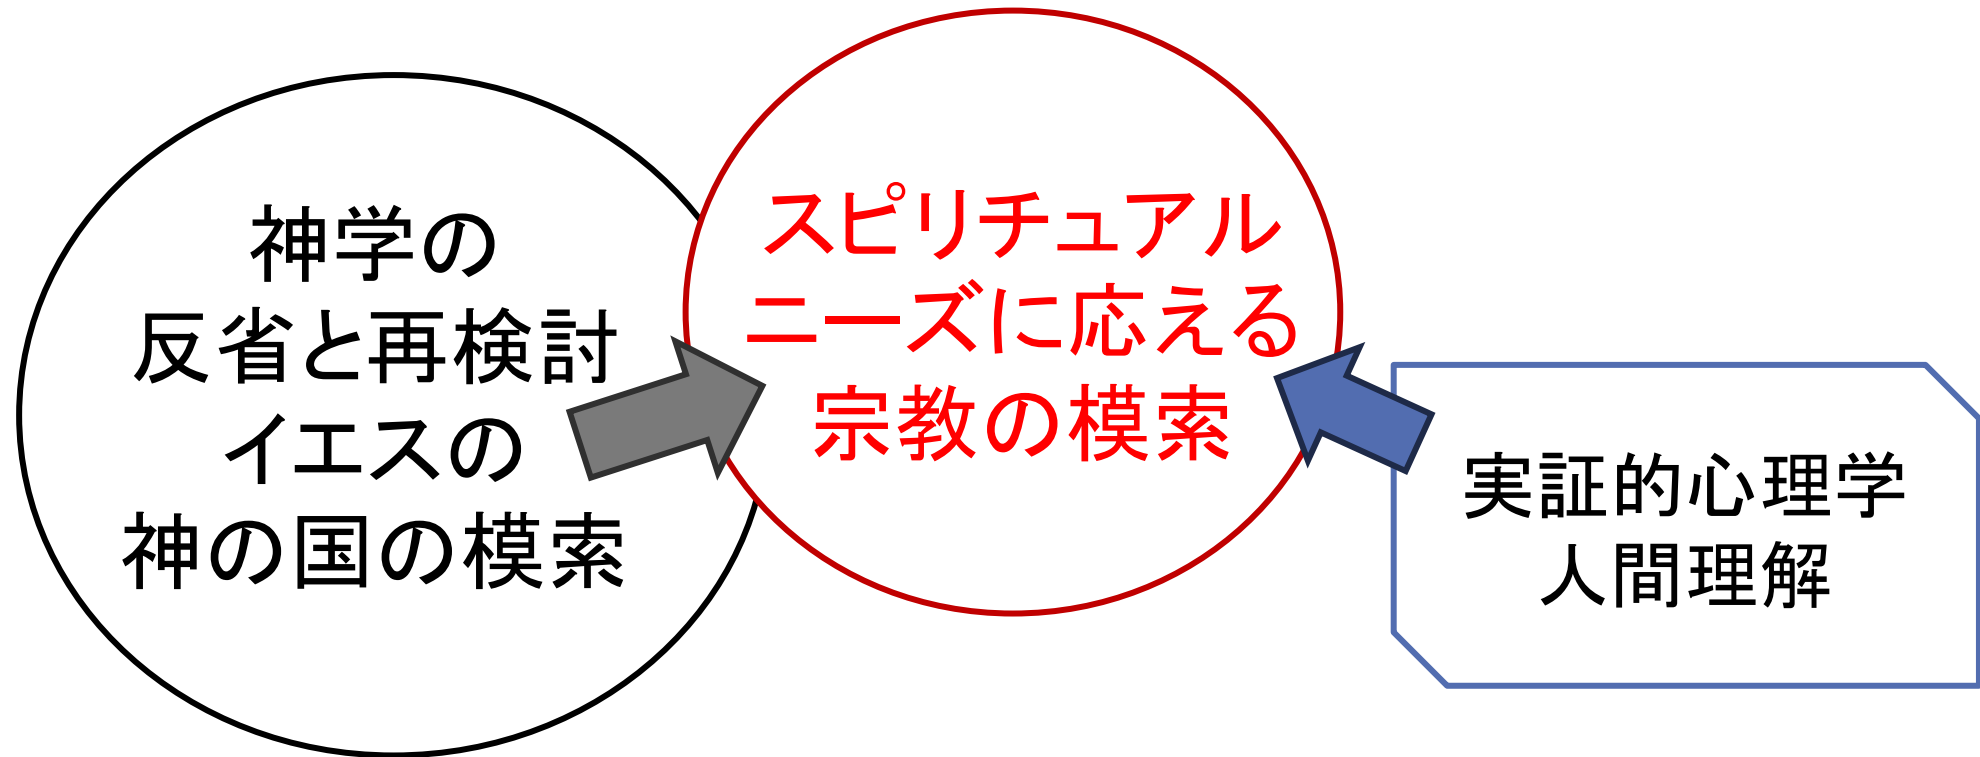 神学の
反省と再検討
イエスの
神の国の模索
スピリチュアル
ニーズに応える
宗教の模索
実証的心理学
人間理解